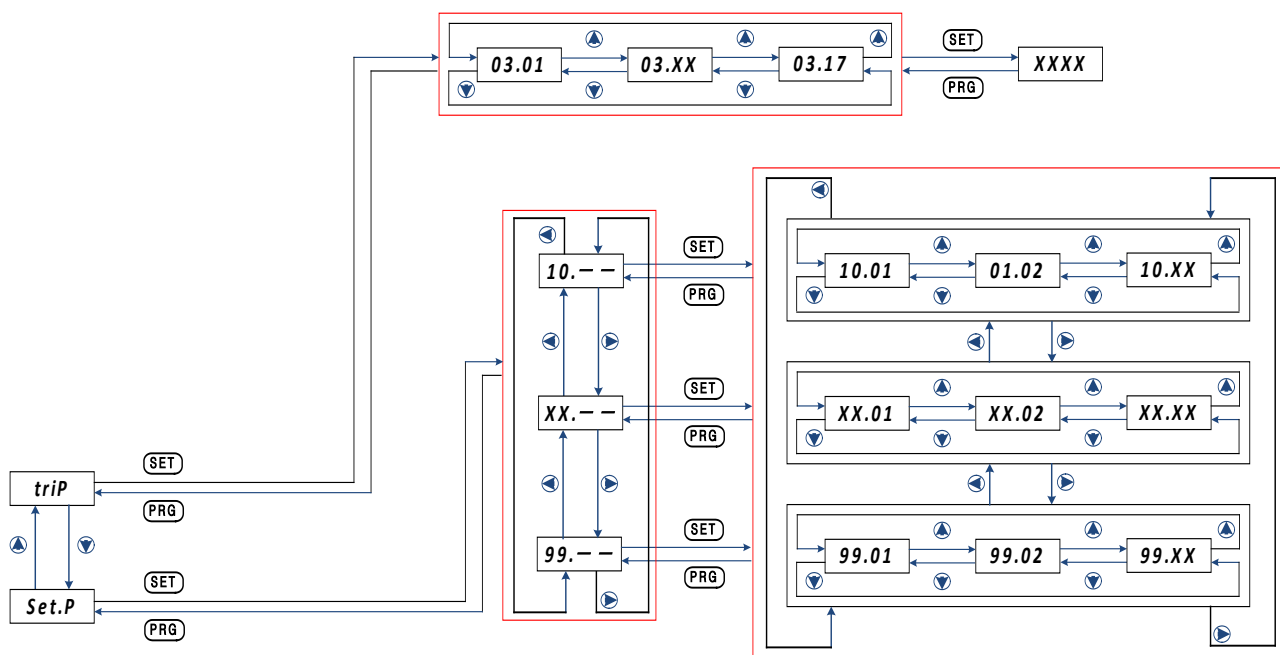 SET
03.01 03.XX 03.17 XXXX
PRG
SET
10.--
PRG
10.01 01.02 10.XX
SET
XX.--
PRG
XX.01 XX.02 XX.XX
SET
triP
PRG
SET
99.--
PRG
99.01 99.02 99.XX
SET
Set.P
PRG